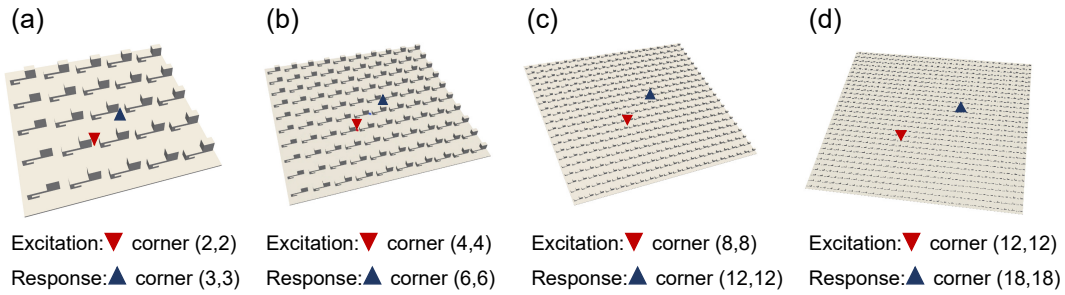 (a)
(b)
(c)
(d)
Excitation: ▼ corner (2,2)
Response: ▲ corner (3,3)
Excitation: ▼ corner (4,4)
Response: ▲ corner (6,6)
Excitation: ▼ corner (8,8)
Response: ▲ corner (12,12)
Excitation: ▼ corner (12,12)
Response: ▲ corner (18,18)